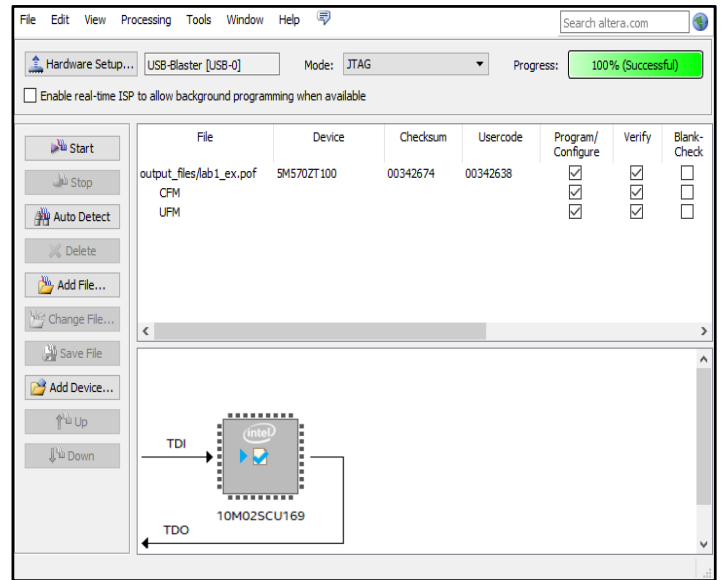 File Edit View Processing Tools Window Help Search altera.com
Hardware Setup... USB-Blaster [USB-0] Mode: JTAG Progress: 100% (Successful)
Enable real-time ISP to allow background programming when available
Start
Stop
Auto Detect
Delete
Add File...
Change File...
Save File
Add Device...
Up
Down
File Device Checksum Usercode Program/ Configure Verify Blank- Check
output_files/lab1_ex.pof 5M570ZT100 00342674 00342638
CFM
UFM
intel
TDI
10M02SCU169
TDO